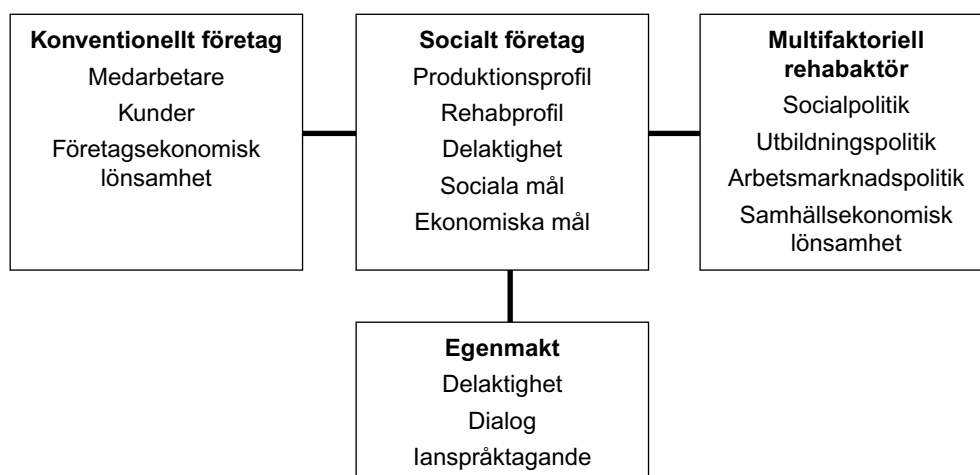 Konventionellt företag
Medarbetare
Kunder
Företagsekonomisk
lönsamhet
Socialt företag
Produktionsprofil
Rehabprofil
Delaktighet
Sociala mål
Ekonomiska mål
Multifaktoriell
rehabaktör
Socialpolitik
Utbildningspolitik
Arbetsmarknadspolitik
Samhällsekonomisk
lönsamhet
Egenmakt
Delaktighet
Dialog
Ianspråktagande